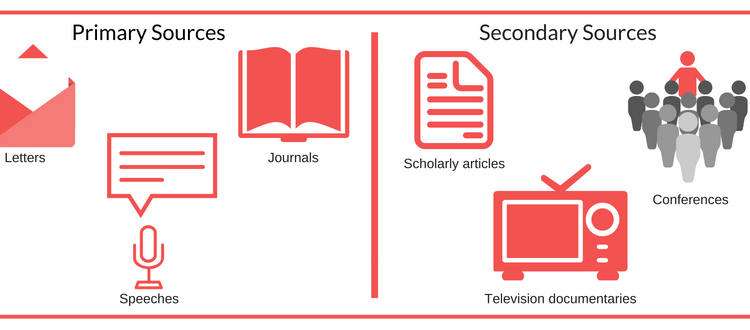 Primary Sources
Letters
Journals
Speeches
Secondary Sources
Scholarly articles
Conferences
Television documentaries